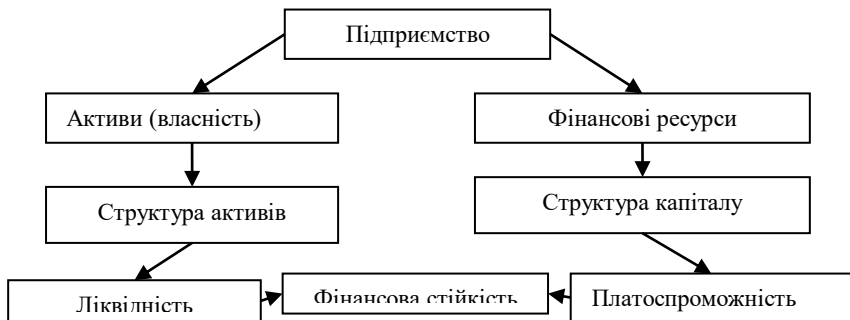 Підприємство
Активи (власність)
Фінансові ресурси
Структура активів
Структура капіталу
Ліквідність
Фінансова стійкість
Платоспроможність